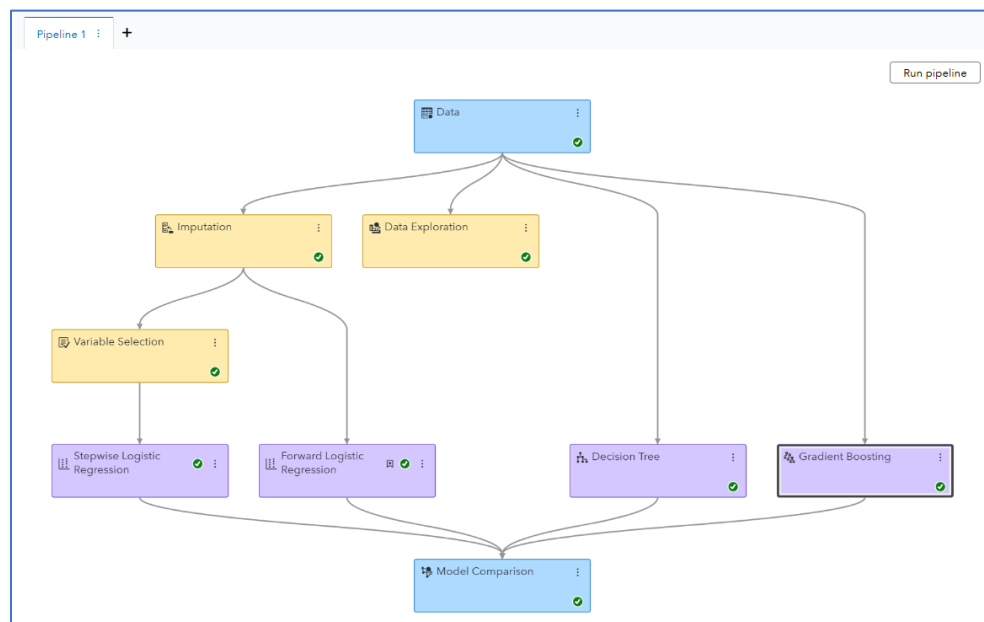 Pipeline 1
Run pipeline
Data
Imputation
Data Exploration
Variable Selection
Stepwise Logistic
Regression
Forward Logistic
Regression
Decision Tree
Gradient Boosting
Model Comparison